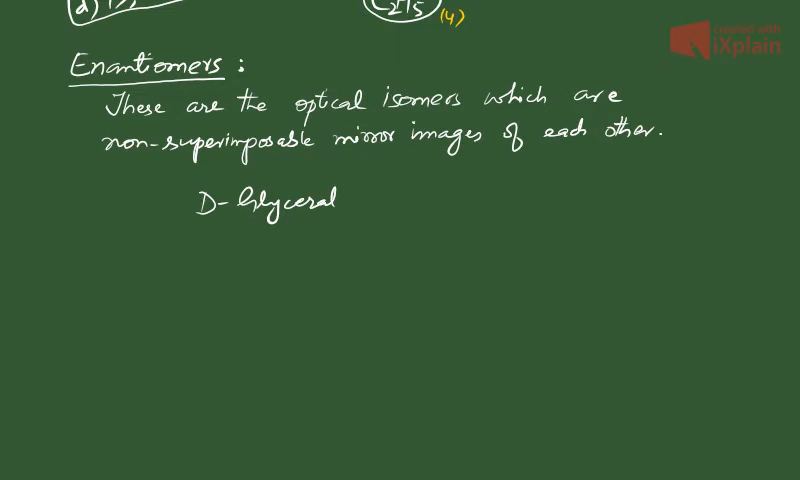 C2H5 (4)
Created with
iXplain
Enantiomers :
These are the optical isomers which are
non-superimposable mirror images of each other.
D- Glyceral